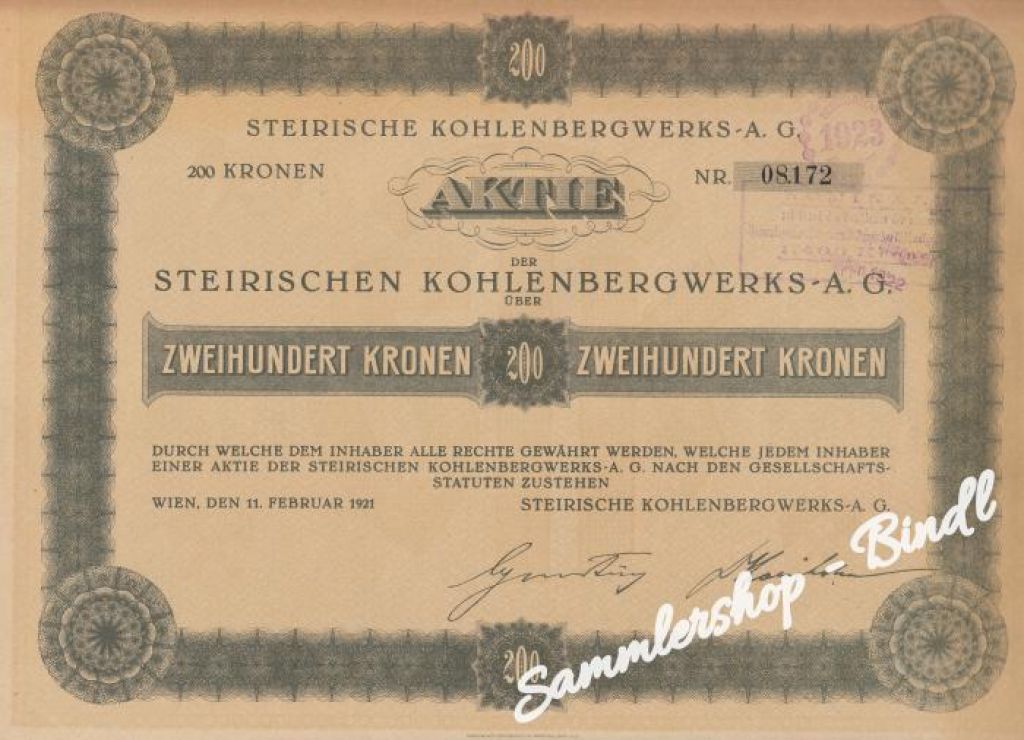 200
STEIRISCHE KOHLENBERGWERKS-A. G.
1923
200 KRONEN
AKTIE
NR. 08.172
DER
STEIRISCHEN KOHLENBERGWERKS-A. G.
ÜBER
ZWEIHUNDERT KRONEN 200 ZWEIHUNDERT KRONEN
DURCH WELCHE DEM INHABER ALLE RECHTE GEWÄHRT WERDEN, WELCHE JEDEM INHABER
EINER AKTIE DER STEIRISCHEN KOHLENBERGWERKS-A. G. NACH DEN GESELLSCHAFTS-
STATUTEN ZUSTEHEN
WIEN, DEN 11. FEBRUAR 1921 STEIRISCHE KOHLENBERGWERKS-A. G.
200
Sammlershop - Bindl